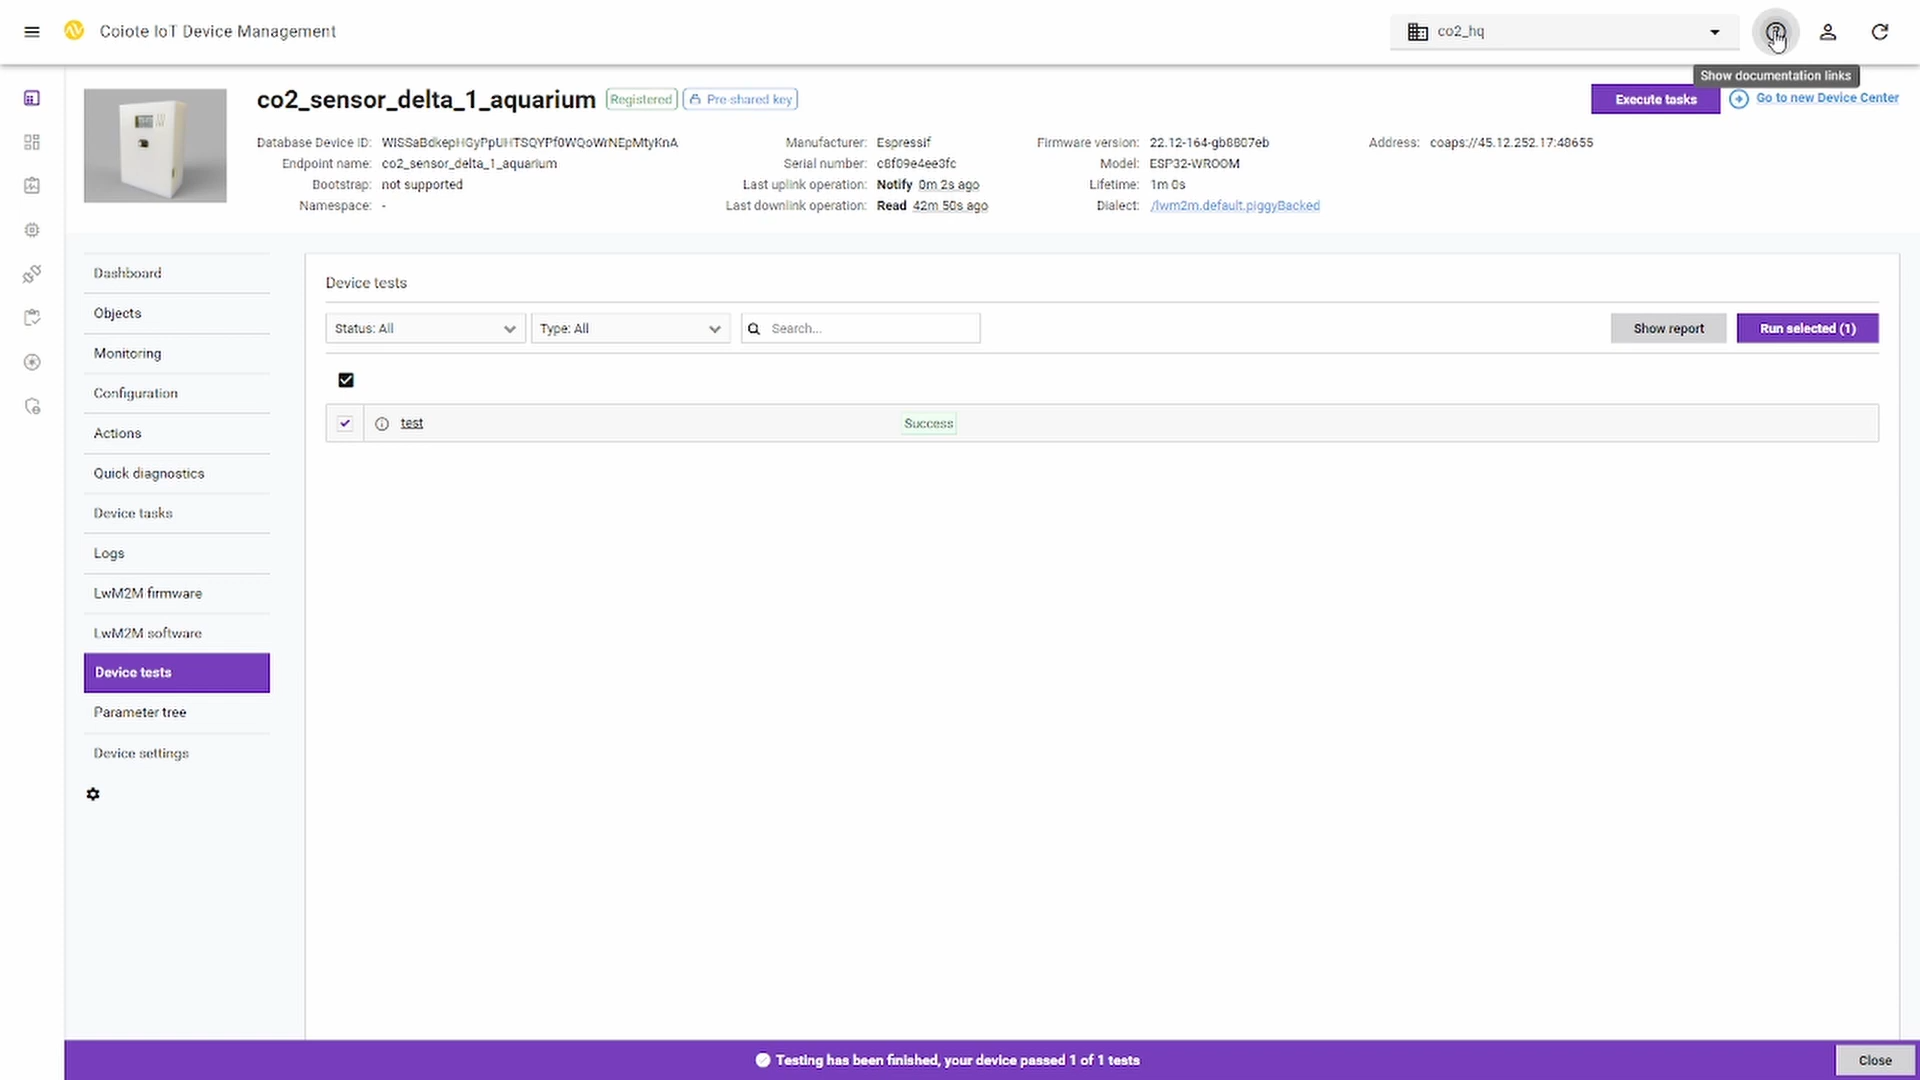 Coiote IoT Device Management
co2_hq
Show documentation links
co2_sensor_delta_1_aquarium
Registered
Pre-shared key
Execute tasks
Go to new Device Center
Database Device ID: WISSaBdkepHGyPpUHTSQYPf0WQoWrNEpMtyKnA
Endpoint name: co2_sensor_delta_1_aquarium
Bootstrap: not supported
Namespace: -
Manufacturer: Espressif
Serial number: c8f09e4ee3fc
Last uplink operation: Notify 0m 2s ago
Last downlink operation: Read 42m 50s ago
Firmware version: 22.12-164-gb8807eb
Model: ESP32-WROOM
Lifetime: 1m 0s
Dialect: /lwm2m.default.piggyBacked
Address: coaps://45.12.252.17:48655
Dashboard
Objects
Monitoring
Configuration
Actions
Quick diagnostics
Device tasks
Logs
LwM2M firmware
LwM2M software
Device tests
Parameter tree
Device settings
Device tests
Status: All
Type: All
Search...
Show report
Run selected (1)
test
Success
Testing has been finished, your device passed 1 of 1 tests
Close